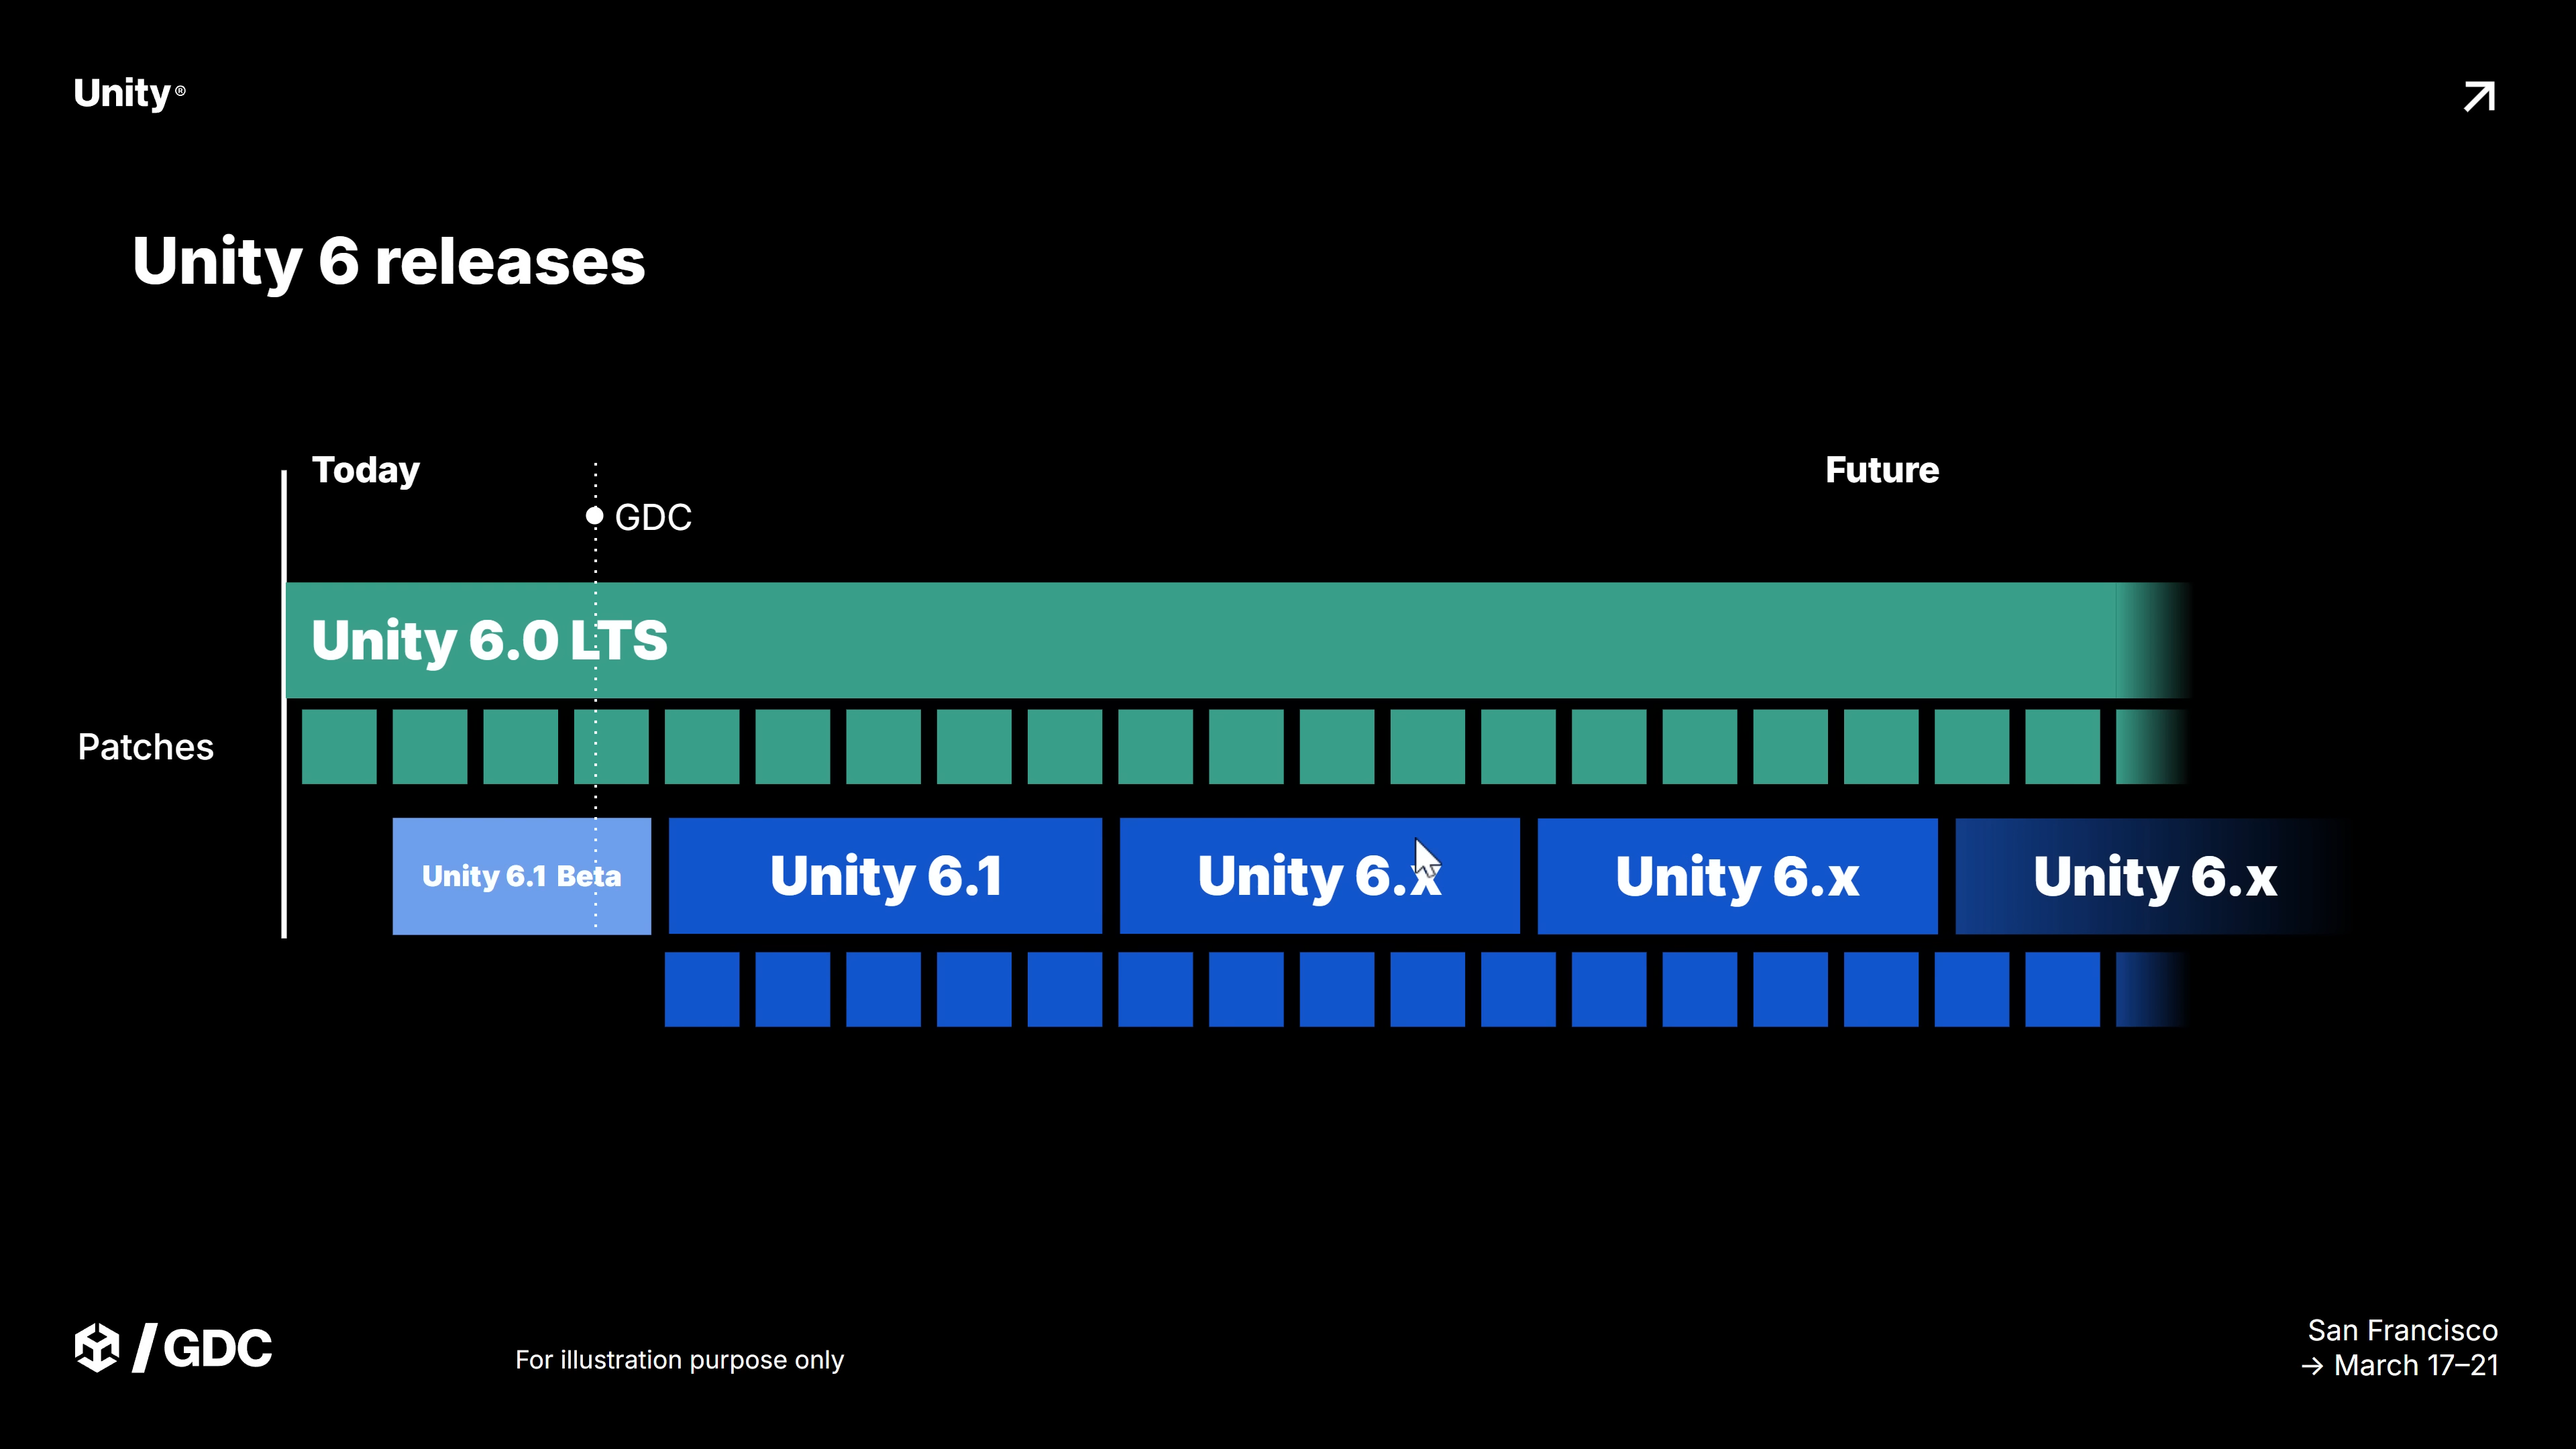 Unity®
Unity 6 releases
Today
Future
GDC
Unity 6.0 LTS
Patches
Unity 6.1 Beta
Unity 6.1
Unity 6.x
Unity 6.x
Unity 6.x
/GDC
For illustration purpose only
San Francisco
→ March 17–21